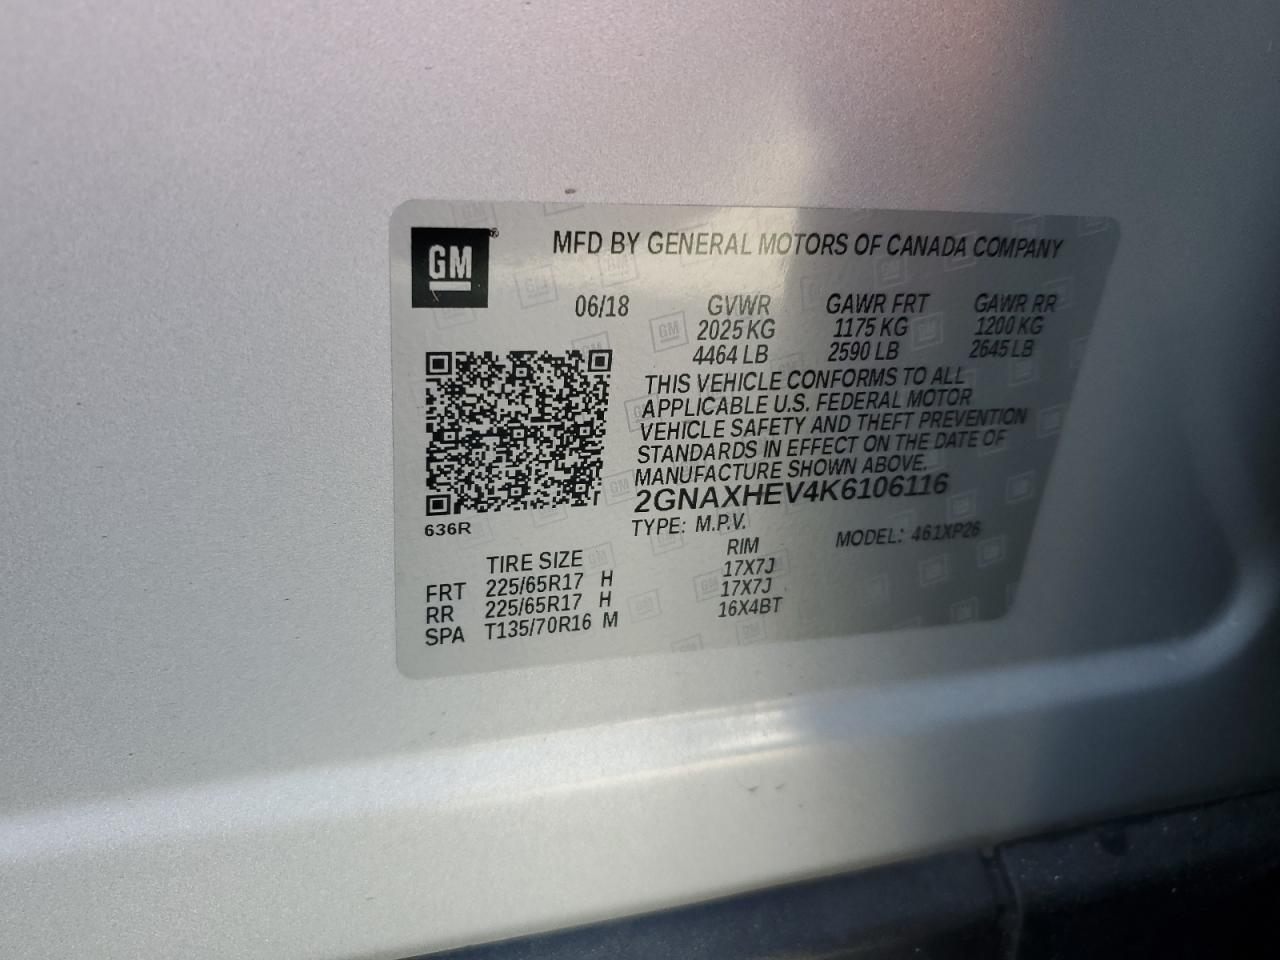 GM®
MFD BY GENERAL MOTORS OF CANADA COMPANY
06/18 GVWR GAWR FRT GAWR RR
2025 KG 1175 KG 1200 KG
4464 LB 2590 LB 2645 LB
THIS VEHICLE CONFORMS TO ALL
APPLICABLE U.S. FEDERAL MOTOR
VEHICLE SAFETY AND THEFT PREVENTION
STANDARDS IN EFFECT ON THE DATE OF
MANUFACTURE SHOWN ABOVE.
2GNAXHEV4K6106116
636R
TYPE: M.P.V. MODEL: 461XP26
TIRE SIZE RIM
FRT 225/65R17 H 17X7J
RR 225/65R17 H 17X7J
SPA T135/70R16 M 16X4BT